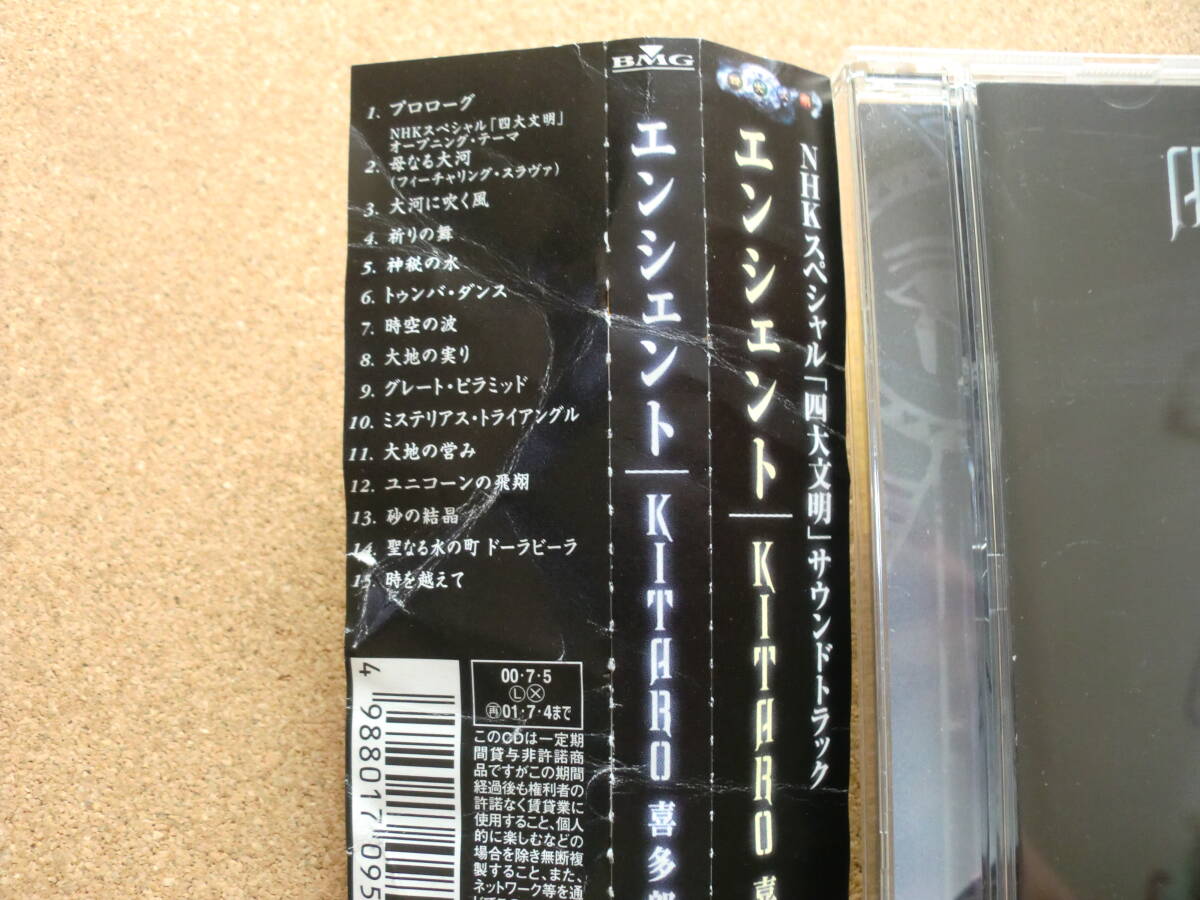 1. プロローグ
NHKスペシャル「四大文明」
オープニング・テーマ
2. 母なる大河
(フィーチャリング・スラヴァ)
3. 大河に吹く風
4. 祈りの舞
5. 神秘の水
6. トゥンバ・ダンス
7. 時空の波
8. 大地の実り
9. グレート・ピラミッド
10. ミステリアス・トライアングル
11. 大地の営み
12. ユニコーンの飛翔
13. 砂の結晶
14. 聖なる水の町 ドーラビーラ
15. 時を越えて
4 988017 095
00・7・5
Ⓛ Ⓧ
再01・7・4まで
このCDは一定期
間貸与非許諾商
品ですがこの期間
経過後も権利者の
許諾なく賃貸業に
使用すること、個人
的に楽しむなどの
場合を除き無断複
製すること、また、
ネットワーク等を通
BMG
エンシェント KITARO 喜多郎
エンシェント KITARO 喜
NHKスペシャル「四大文明」サウンドトラック